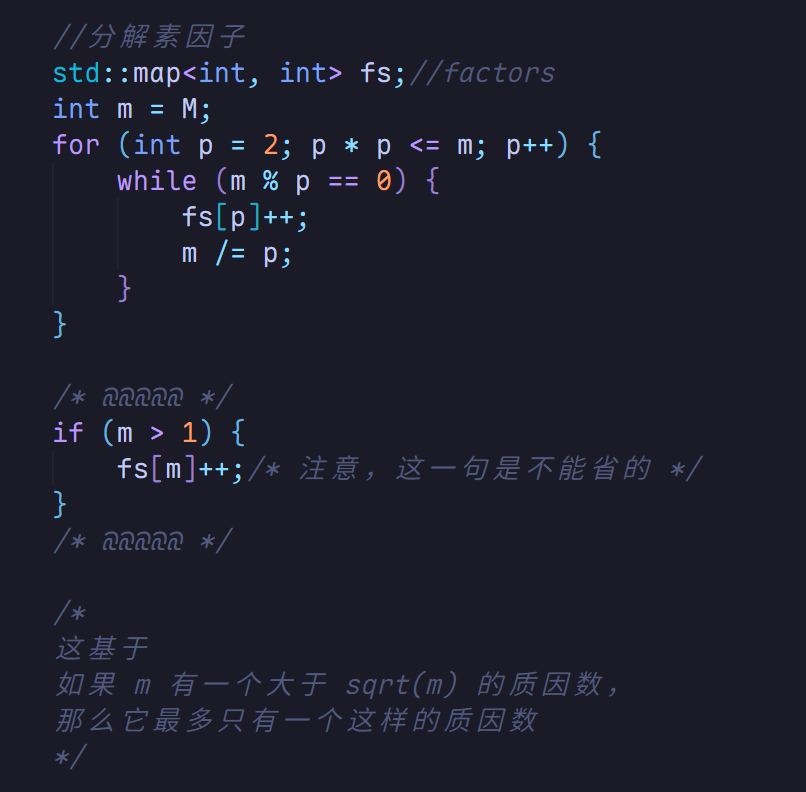 //分解素因子
std::map<int, int> fs;//factors
int m = M;
for (int p = 2; p * p <= m; p++) {
    while (m % p == 0) {
        fs[p]++;
        m /= p;
    }
}

/* @@@@@ */
if (m > 1) {
    fs[m]++;/* 注意，这一句是不能省的 */
}
/* @@@@@ */

/*
这基于
如果 m 有一个大于 sqrt(m) 的质因数，
那么它最多只有一个这样的质因数
*/